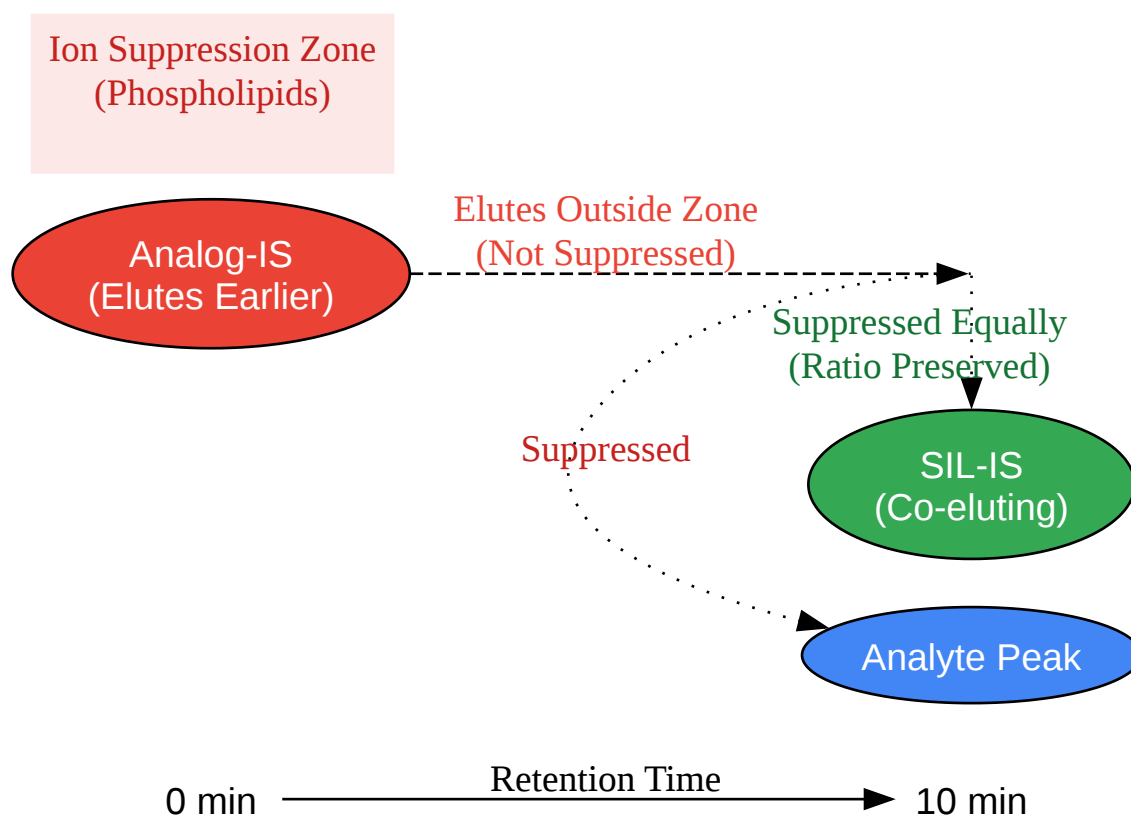 Ion Suppression Zone
(Phospholipids)
Analog-IS
(Elutes Earlier)
Elutes Outside Zone
(Not Suppressed)
Suppressed Equally
(Ratio Preserved)
Suppressed
SIL-IS
(Co-eluting)
Analyte Peak
Retention Time
0 min
10 min